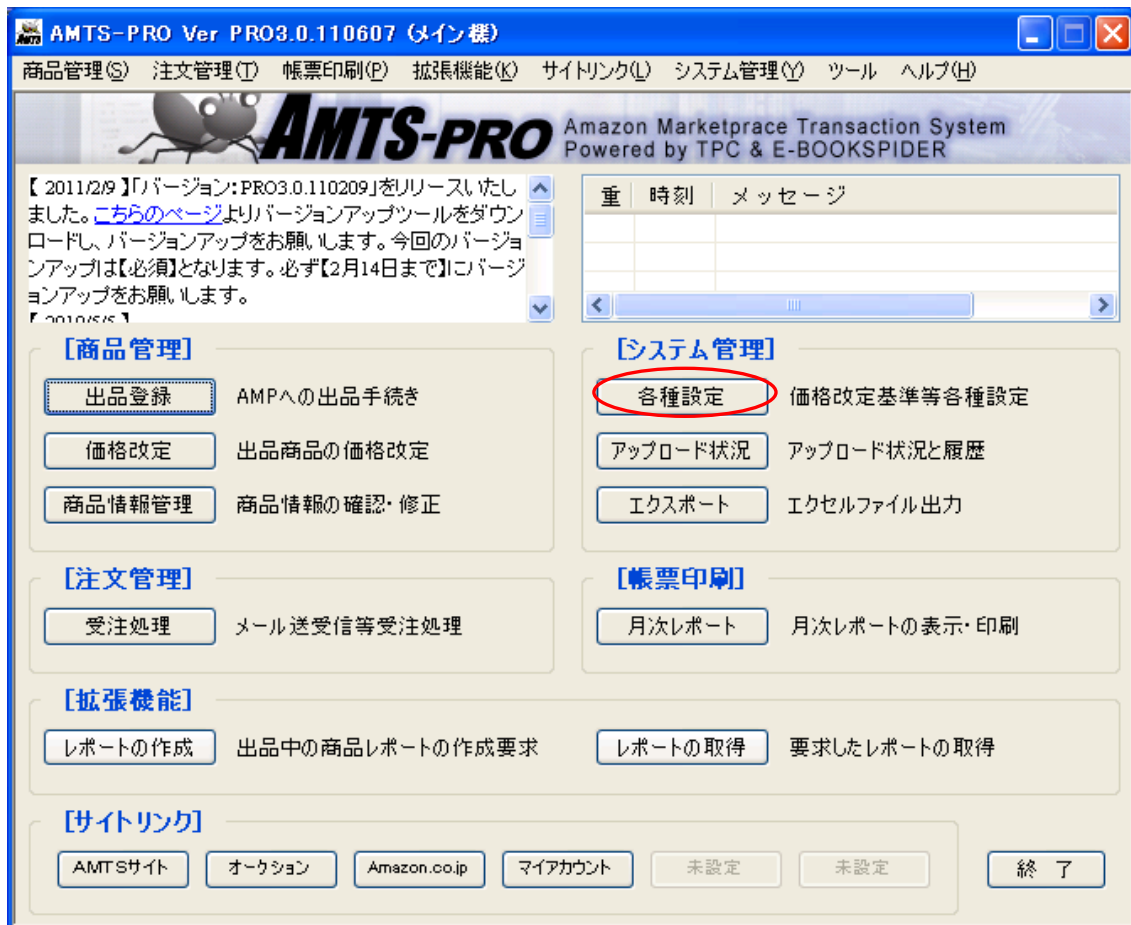 AMTS-PRO Ver PRO3.0.110607 (メイン機)
商品管理(S) 注文管理(T) 帳票印刷(P) 拡張機能(K) サイトリンク(L) システム管理(Y) ツール ヘルプ(H)
AMTS-PRO Amazon Marketprace Transaction System
Powered by TPC & E-BOOKSPIDER
【 2011/2/9 】「バージョン:PRO3.0.110209」をリリースいたし
ました。こちらのページよりバージョンアップツールをダウン
ロードし、バージョンアップをお願いします。今回のバージョ
ンアップは【必須】となります。必ず【2月14日まで】にバージ
ョンアップをお願いします。
【 2010/5/5 】
重 時刻 メッセージ
[商品管理]
出品登録 AMPへの出品手続き
価格改定 出品商品の価格改定
商品情報管理 商品情報の確認・修正
[システム管理]
各種設定 価格改定基準等各種設定
アップロード状況 アップロード状況と履歴
エクスポート エクセルファイル出力
[注文管理]
受注処理 メール送受信等受注処理
[帳票印刷]
月次レポート 月次レポートの表示・印刷
[拡張機能]
レポートの作成 出品中の商品レポートの作成要求
レポートの取得 要求したレポートの取得
[サイトリンク]
AMTSサイト オークション Amazon.co.jp マイアカウント 未設定 未設定
終 了